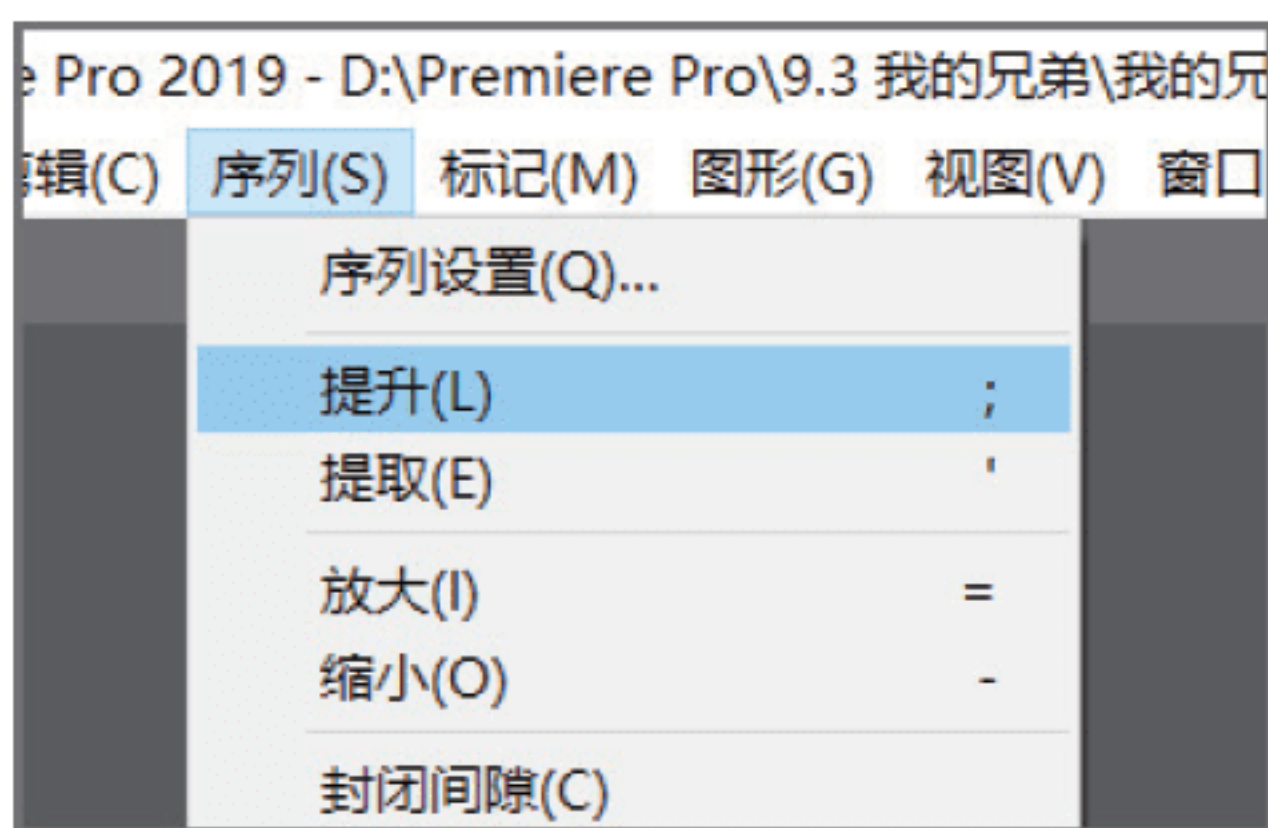 e Pro 2019 - D:\Premiere Pro\9.3 我的兄弟\我的兄
辑(C) 序列(S) 标记(M) 图形(G) 视图(V) 窗口
序列设置(Q)...
提升(L) ;
提取(E) '
放大(I) =
缩小(O) -
封闭间隙(C)